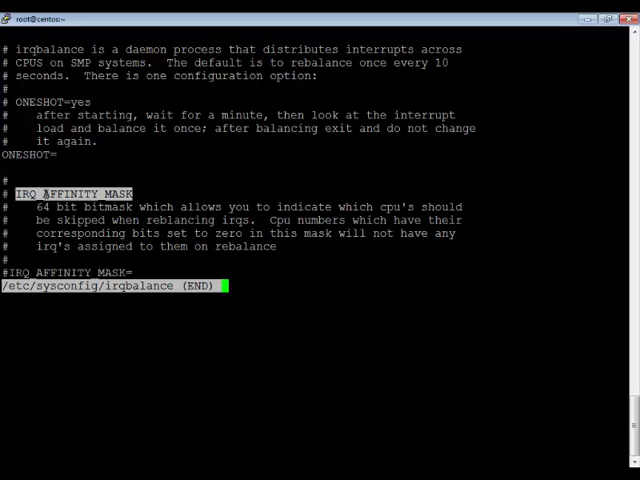 root@centos:~
# irqbalance is a daemon process that distributes interrupts across
# CPUS on SMP systems.  The default is to rebalance once every 10
# seconds.  There is one configuration option:
#
# ONESHOT=yes
#    after starting, wait for a minute, then look at the interrupt
#    load and balance it once; after balancing exit and do not change
#    it again.
ONESHOT=
#
# IRQ_AFFINITY_MASK
#    64 bit bitmask which allows you to indicate which cpu's should
#    be skipped when reblancing irqs.  Cpu numbers which have their
#    corresponding bits set to zero in this mask will not have any
#    irq's assigned to them on rebalance
#
#IRQ_AFFINITY_MASK=
/etc/sysconfig/irqbalance (END)